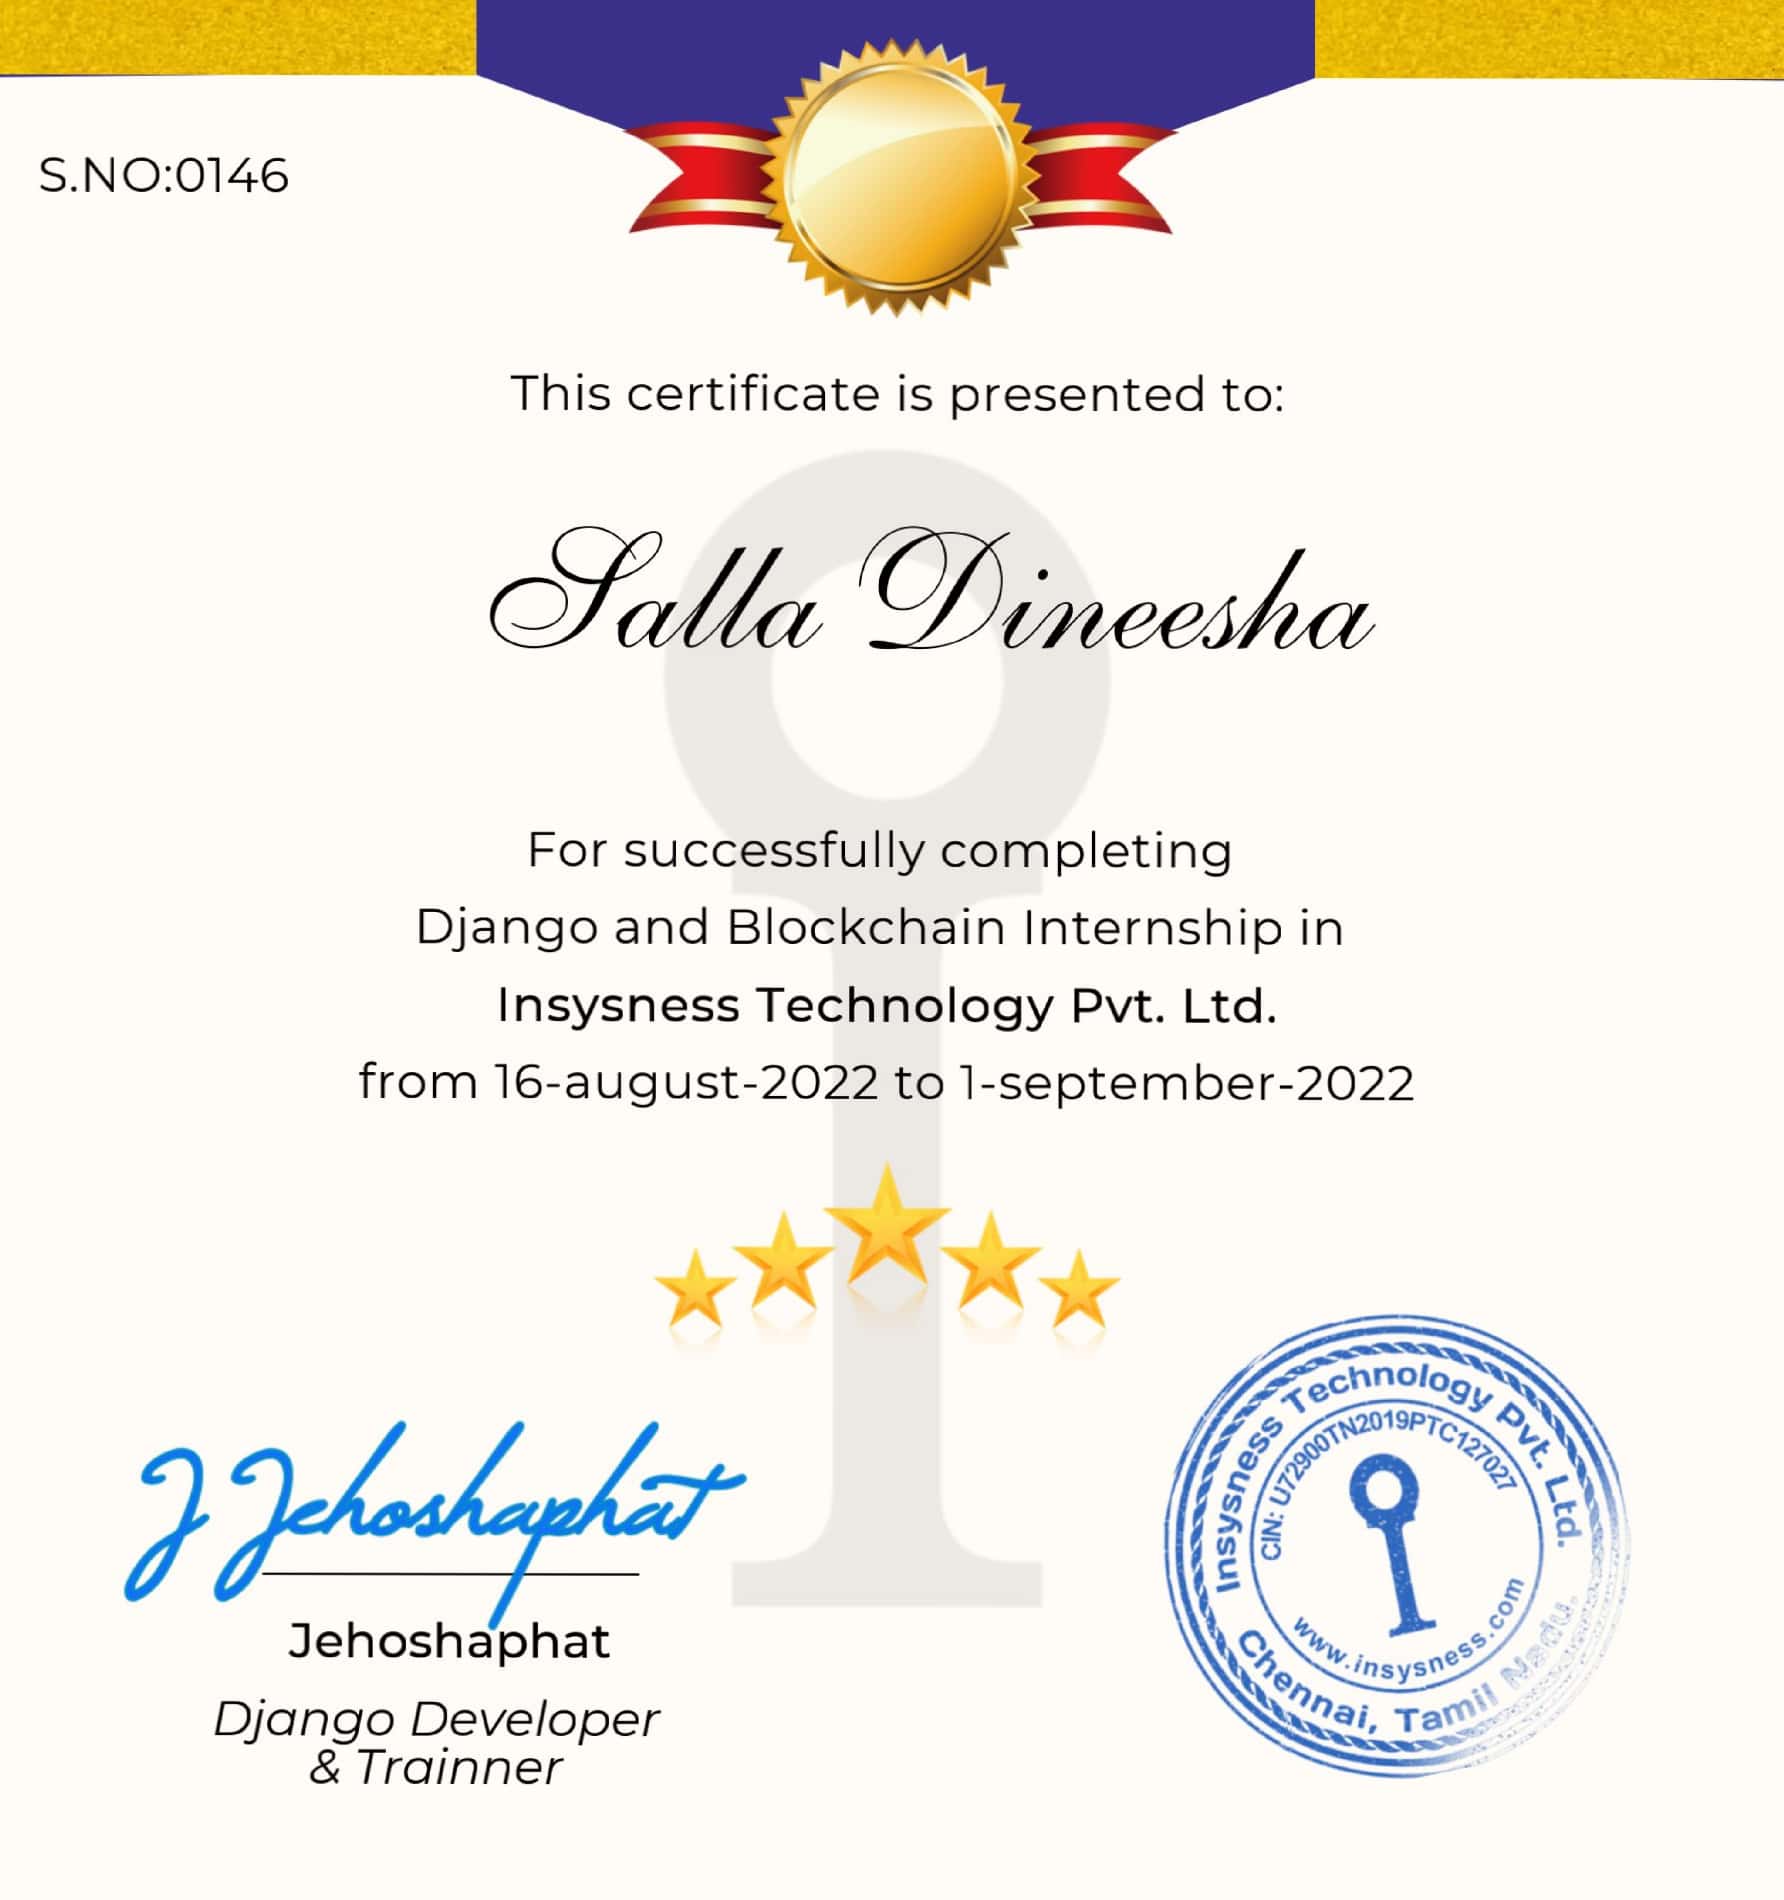 S.NO:0146
This certificate is presented to:
Salla Dineesha
For successfully completing
Django and Blockchain Internship in
Insysness Technology Pvt. Ltd.
from 16-august-2022 to 1-september-2022
J Jehoshaphat
Jehoshaphat
Django Developer
& Trainner
Insysness Technology Pvt. Ltd.
CIN: U72900TN2019PTC127027
www.insysness.com
Chennai, Tamil Nadu.